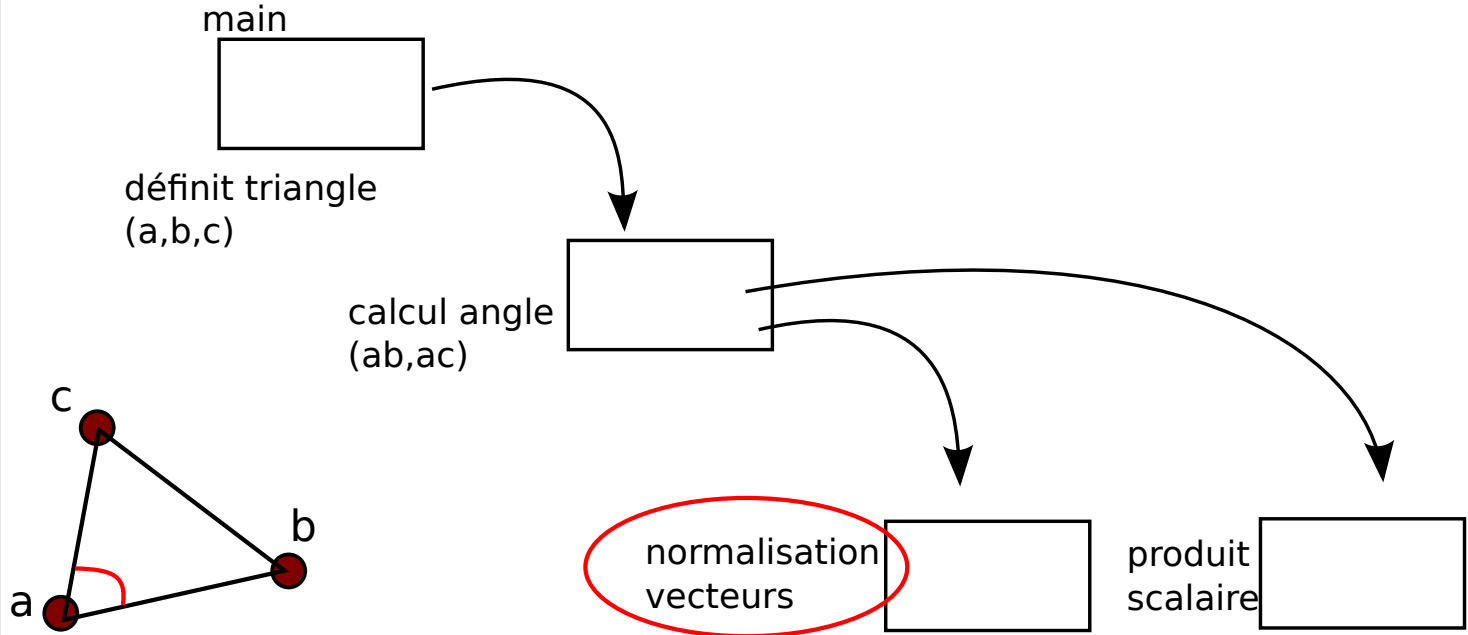 main
définit triangle
(a,b,c)
calcul angle
(ab,ac)
c
b
a
normalisation
vecteurs
produit
scalaire